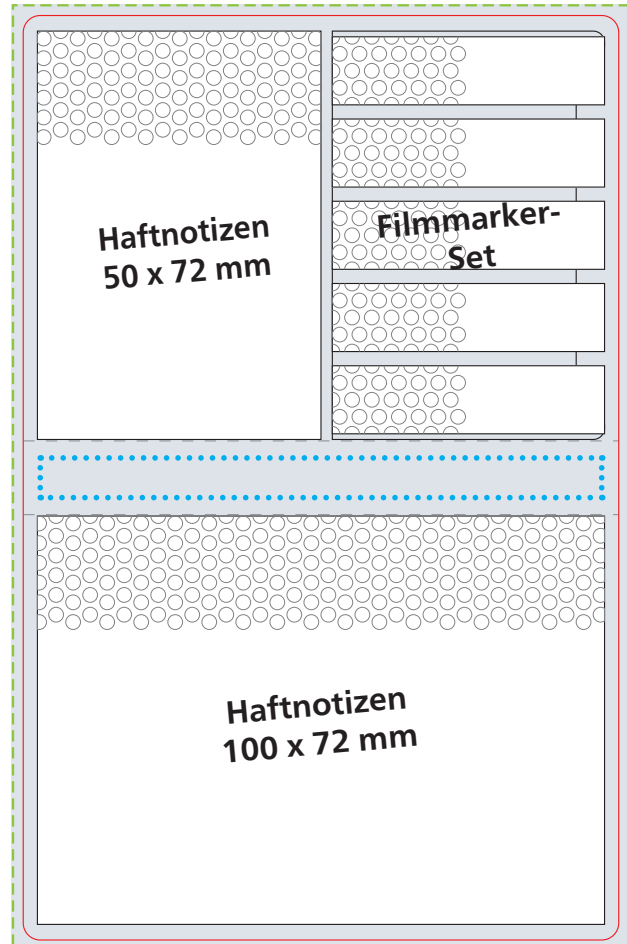 Haftnotizen
50 x 72 mm
Filmmarker-
Set
Haftnotizen
100 x 72 mm